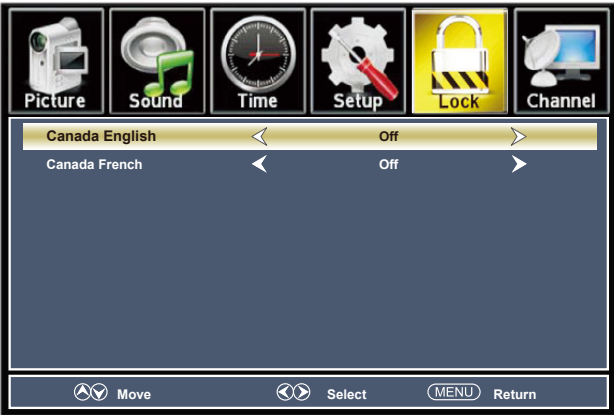 Picture Sound Time Setup Lock Channel
Canada English Off
Canada French Off
Move Select MENU Return